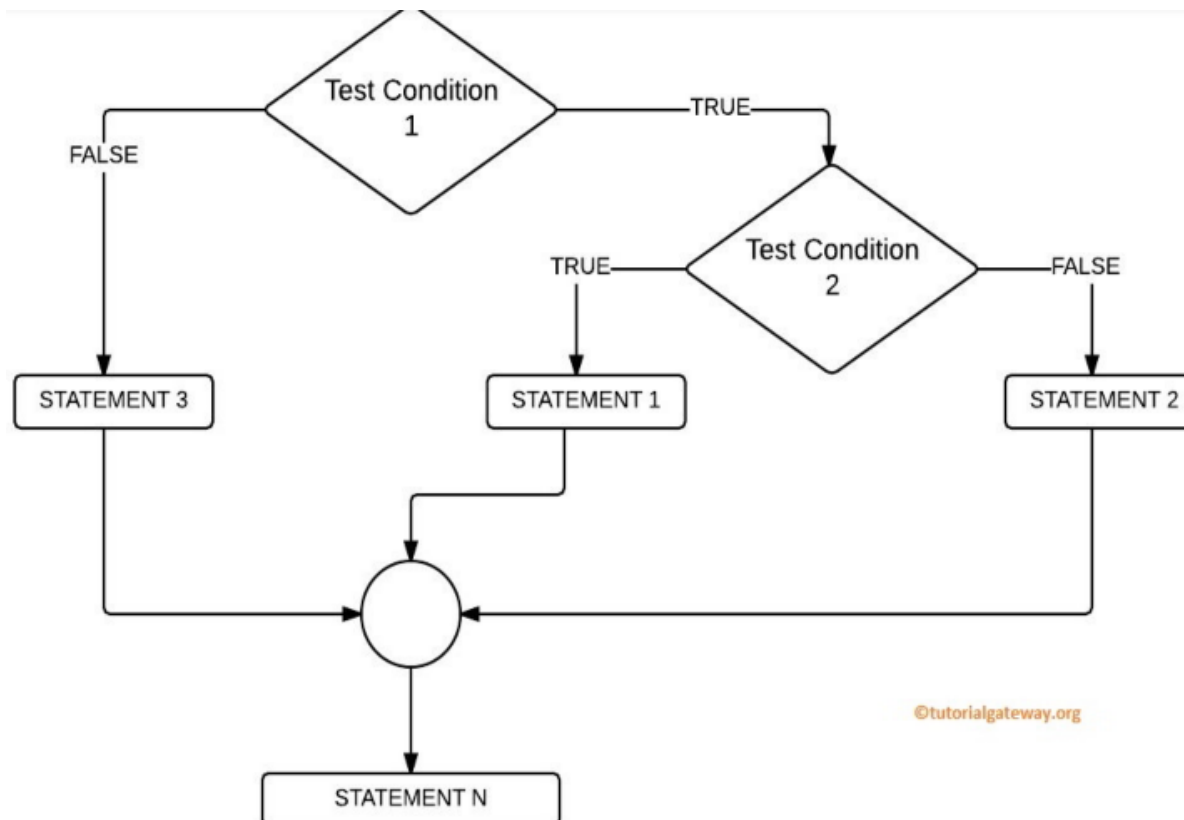 Test Condition
1
TRUE
FALSE
Test Condition
2
TRUE
FALSE
STATEMENT 3
STATEMENT 1
STATEMENT 2
©tutorialgateway.org
STATEMENT N